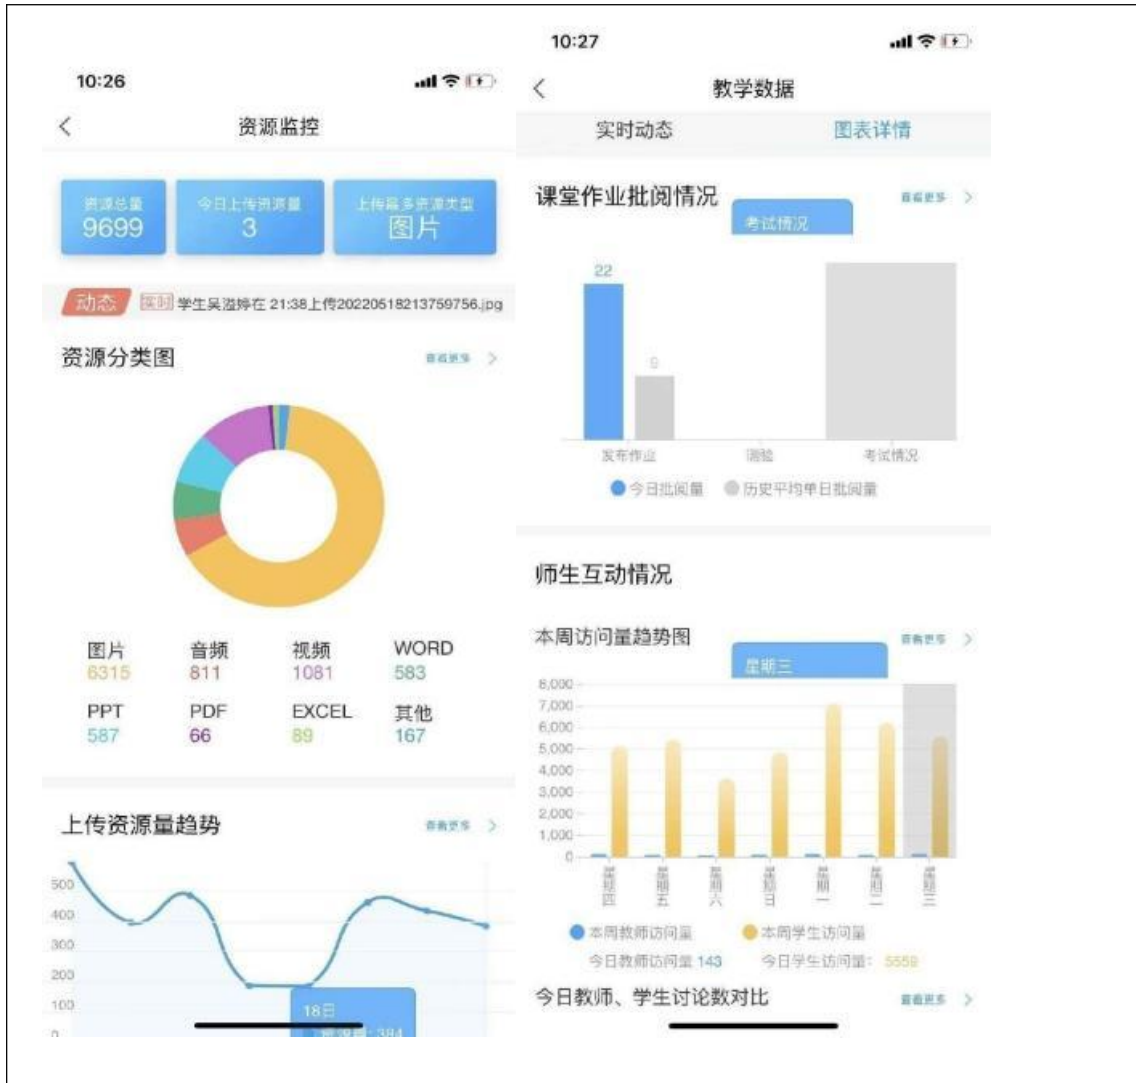 10:26
资源监控
资源总量
9699
今日上传资源量
3
上传最多资源类型
图片
动态 实时 学生吴溢婷在 21:38上传20220518213759756.jpg
资源分类图 查看更多
图片 音频 视频 WORD
6315 811 1081 583
PPT PDF EXCEL 其他
587 66 89 167
上传资源量趋势 查看更多
500
400
300
200
100
0
18日
资源量: 384
10:27
教学数据
实时动态 图表详情
课堂作业批阅情况 查看更多
考试情况
22
9
发布作业 测验 考试情况
今日批阅量 历史平均单日批阅量
师生互动情况
本周访问量趋势图 查看更多
星期三
8,000
7,000
6,000
5,000
4,000
3,000
2,000
1,000
0
星期四 星期五 星期六 星期日 星期一 星期二 星期三
本周教师访问量 本周学生访问量
今日教师访问量 143 今日学生访问量: 5559
今日教师、学生讨论数对比 查看更多